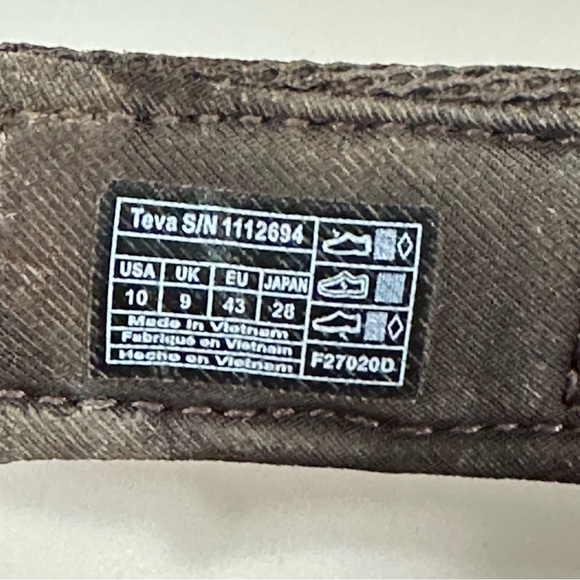 Teva S/N 1112694
USA UK EU JAPAN
10 9 43 28
Made in Vietnam
Fabriqué en Vietnam
Hecho en Vietnam
F27020D